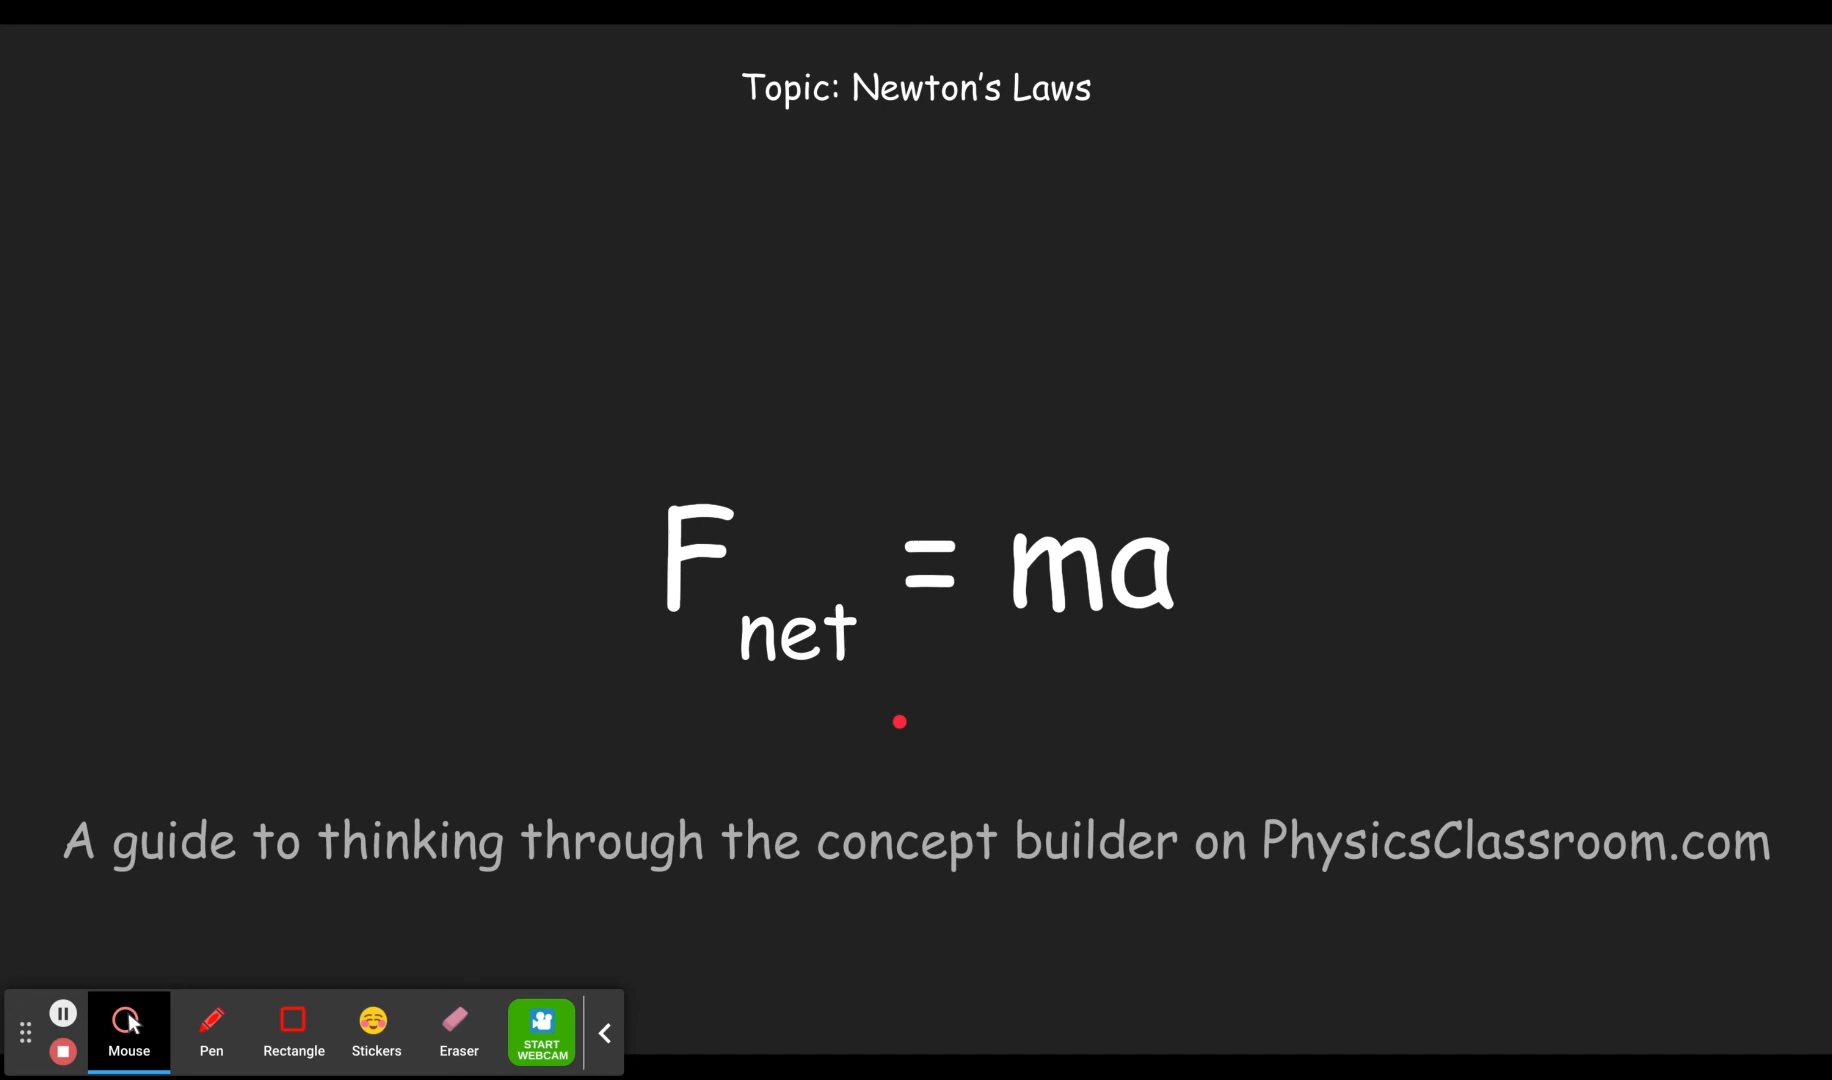 Topic: Newton's Laws
F net = ma
A guide to thinking through the concept builder on PhysicsClassroom.com
Mouse Pen Rectangle Stickers Eraser START WEBCAM